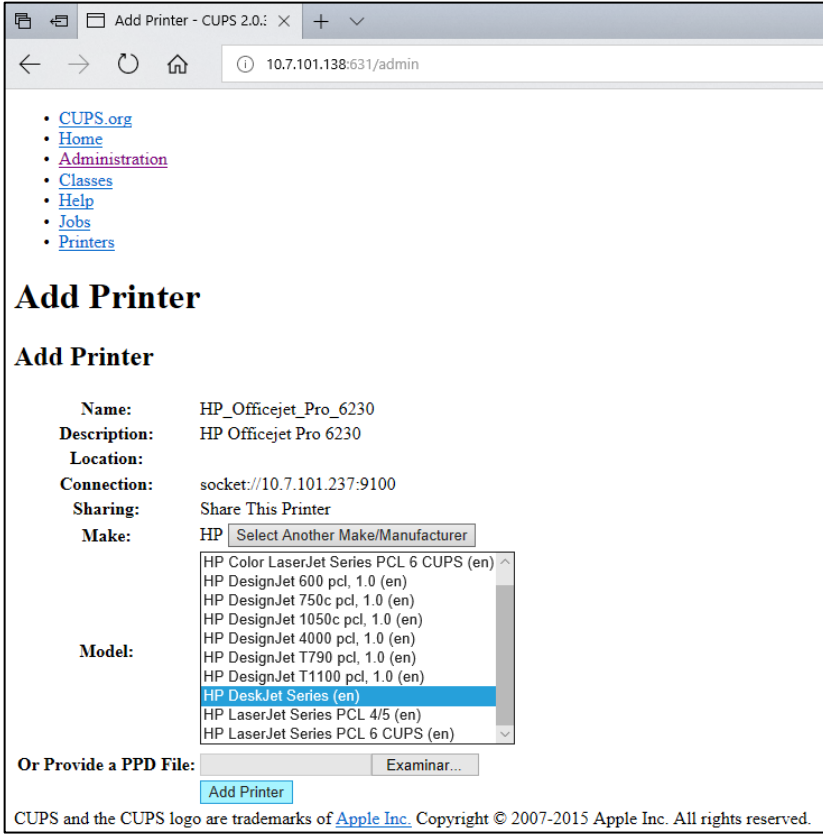 Add Printer - CUPS 2.0.:
10.7.101.138:631/admin
• CUPS.org
• Home
• Administration
• Classes
• Help
• Jobs
• Printers
Add Printer
Add Printer
Name: HP_Officejet_Pro_6230
Description: HP Officejet Pro 6230
Location:
Connection: socket://10.7.101.237:9100
Sharing: Share This Printer
Make: HP Select Another Make/Manufacturer
HP Color LaserJet Series PCL 6 CUPS (en)
HP DesignJet 600 pcl, 1.0 (en)
HP DesignJet 750c pcl, 1.0 (en)
HP DesignJet 1050c pcl, 1.0 (en)
HP DesignJet 4000 pcl, 1.0 (en)
Model: HP DesignJet T790 pcl, 1.0 (en)
HP DesignJet T1100 pcl, 1.0 (en)
HP DeskJet Series (en)
HP LaserJet Series PCL 4/5 (en)
HP LaserJet Series PCL 6 CUPS (en)
Or Provide a PPD File: Examinar...
Add Printer
CUPS and the CUPS logo are trademarks of Apple Inc. Copyright © 2007-2015 Apple Inc. All rights reserved.